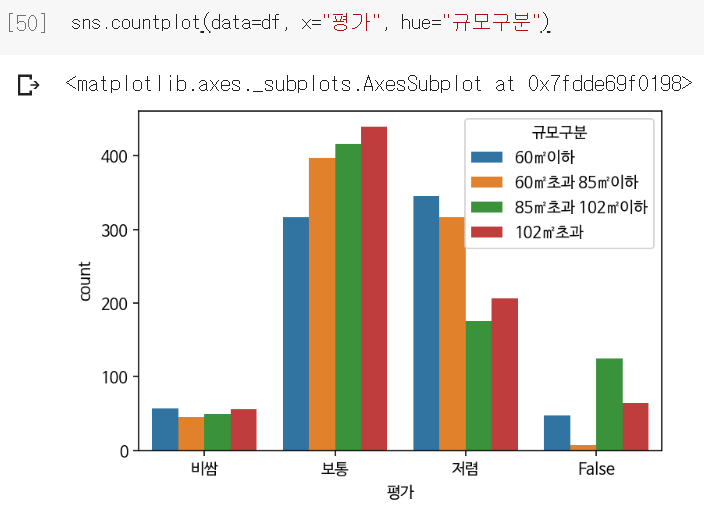 [50] sns.countplot(data=df, x="평가", hue="규모구분")
<matplotlib.axes._subplots.AxesSubplot at 0x7fdde69f0198>
규모구분
60㎡이하
60㎡초과 85㎡이하
85㎡초과 102㎡이하
102㎡초과
400
300
200
100
0
count
비쌈 보통 저렴 False
평가